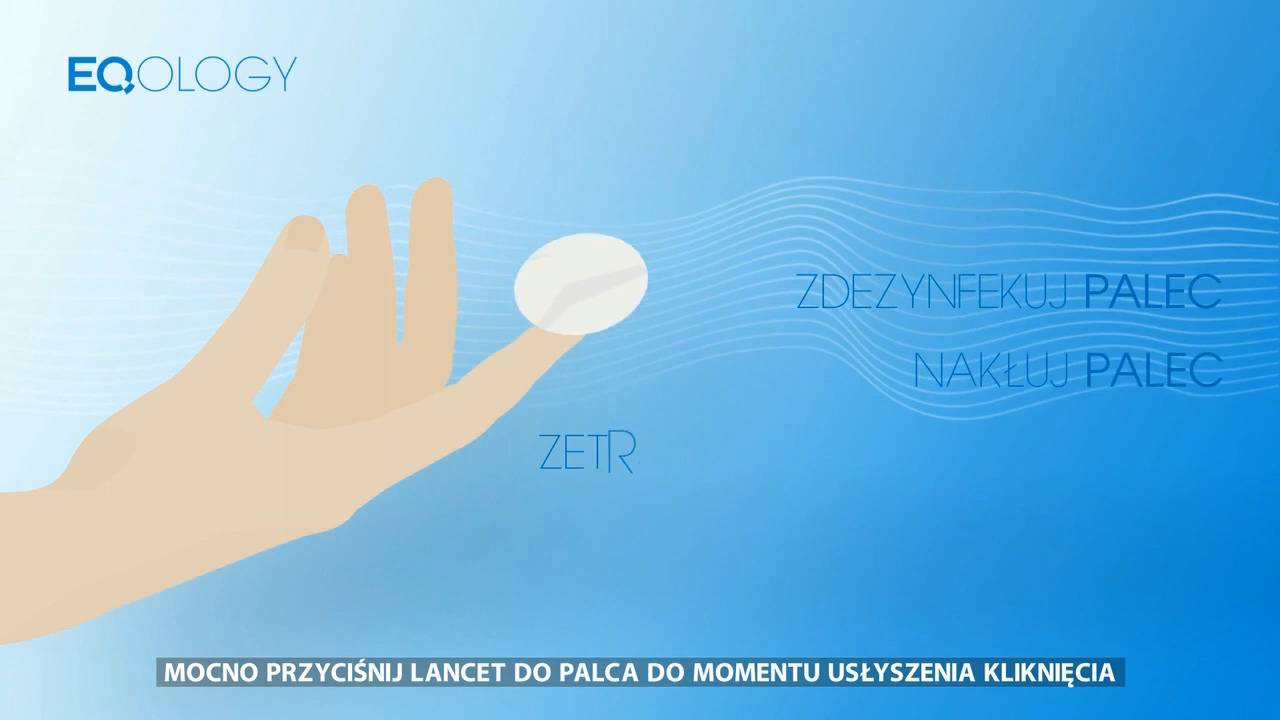 EQOLOGY
ZDEZYNFEKUJ PALEC
NAKŁUJ PALEC
ZETR
MOCNO PRZYCIŚNIJ LANCET DO PALCA DO MOMENTU USŁYSZENIA KLIKNIĘCIA